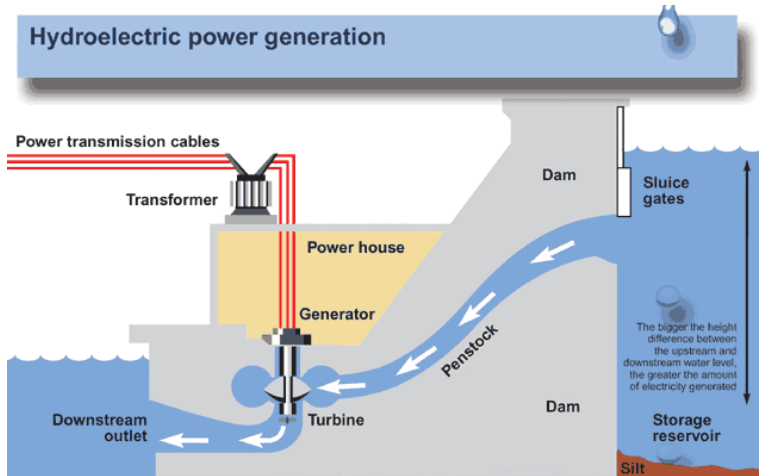 Hydroelectric power generation
Power transmission cables
Transformer
Dam
Sluice
gates
Power house
Generator
The bigger the height
difference between
the upstream and
downstream water level,
the greater the amount
of electricity generated
Penstock
Downstream
outlet
Turbine
Dam
Storage
reservoir
Silt